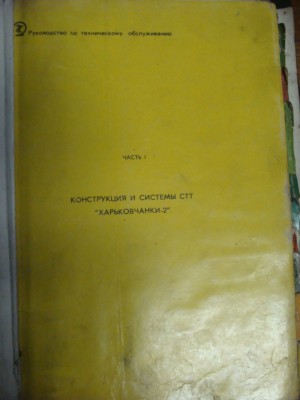 Руководство по техническому обслуживанию
ЧАСТЬ I
КОНСТРУКЦИЯ И СИСТЕМЫ СТТ
"ХАРЬКОВЧАНКИ-2"